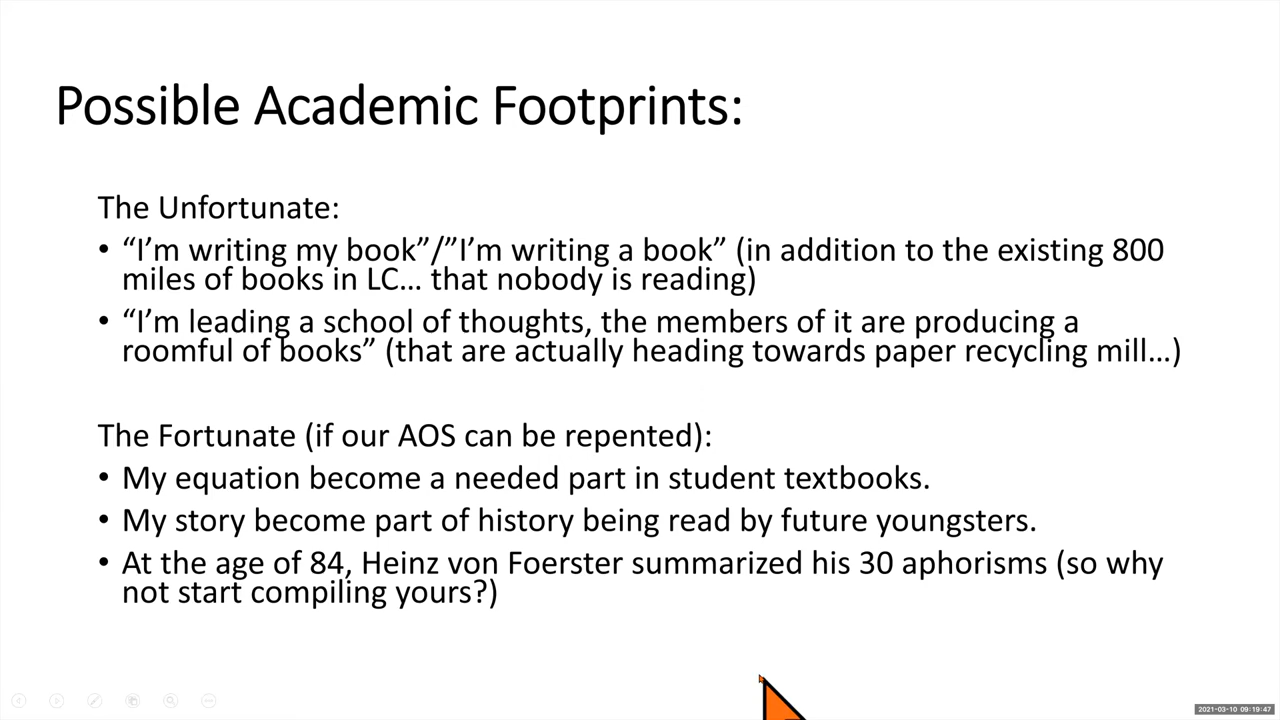 Possible Academic Footprints:
The Unfortunate:
• “I’m writing my book”/”I’m writing a book” (in addition to the existing 800
miles of books in LC… that nobody is reading)
• “I’m leading a school of thoughts, the members of it are producing a
roomful of books” (that are actually heading towards paper recycling mill…)
The Fortunate (if our AOS can be repented):
• My equation become a needed part in student textbooks.
• My story become part of history being read by future youngsters.
• At the age of 84, Heinz von Foerster summarized his 30 aphorisms (so why
not start compiling yours?)
2021-03-10 09:19:47